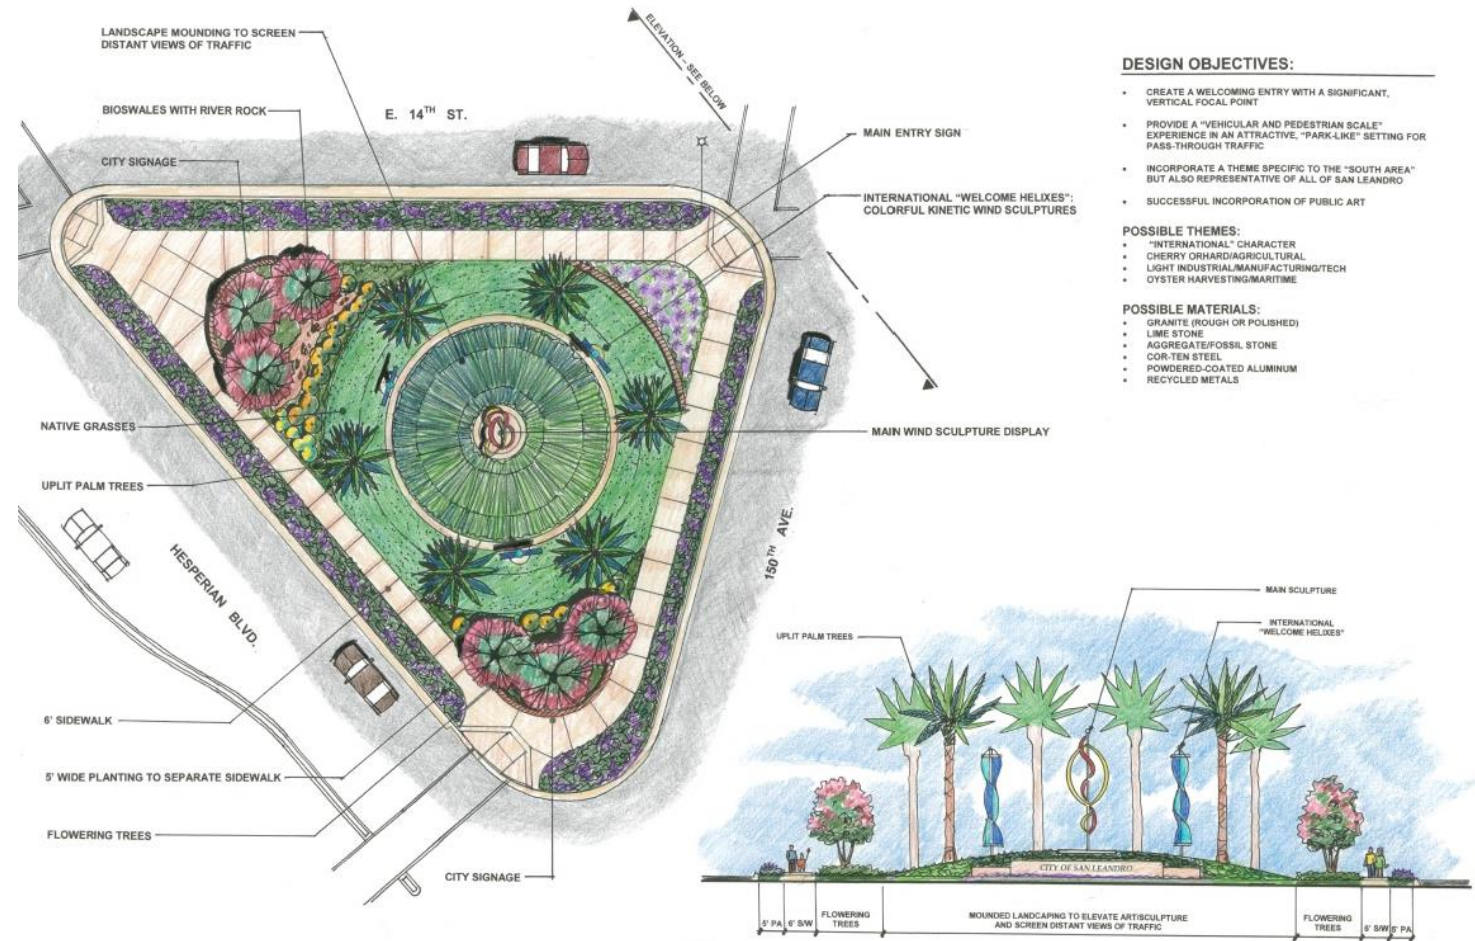 LANDSCAPE MOUNDING TO SCREEN
DISTANT VIEWS OF TRAFFIC
BIOSWALES WITH RIVER ROCK
CITY SIGNAGE
E. 14TH ST.
ELEVATION - SEE BELOW
MAIN ENTRY SIGN
INTERNATIONAL "WELCOME HELIXES":
COLORFUL KINETIC WIND SCULPTURES
NATIVE GRASSES
MAIN WIND SCULPTURE DISPLAY
UPLIT PALM TREES
HESPERIAN BLVD.
150TH AVE.
6' SIDEWALK
5' WIDE PLANTING TO SEPARATE SIDEWALK
FLOWERING TREES
CITY SIGNAGE
DESIGN OBJECTIVES:
• CREATE A WELCOMING ENTRY WITH A SIGNIFICANT,
VERTICAL FOCAL POINT
• PROVIDE A "VEHICULAR AND PEDESTRIAN SCALE"
EXPERIENCE IN AN ATTRACTIVE, "PARK-LIKE" SETTING FOR
PASS-THROUGH TRAFFIC
• INCORPORATE A THEME SPECIFIC TO THE "SOUTH AREA"
BUT ALSO REPRESENTATIVE OF ALL OF SAN LEANDRO
• SUCCESSFUL INCORPORATION OF PUBLIC ART
POSSIBLE THEMES:
• "INTERNATIONAL" CHARACTER
• CHERRY ORHARD/AGRICULTURAL
• LIGHT INDUSTRIAL/MANUFACTURING/TECH
• OYSTER HARVESTING/MARITIME
POSSIBLE MATERIALS:
• GRANITE (ROUGH OR POLISHED)
• LIME STONE
• AGGREGATE/FOSSIL STONE
• COR-TEN STEEL
• POWDERED-COATED ALUMINUM
• RECYCLED METALS
MAIN SCULPTURE
UPLIT PALM TREES
INTERNATIONAL
"WELCOME HELIXES"
CITY OF SAN LEANDRO
5' PA
6' S/W
FLOWERING
TREES
MOUNDED LANDCAPING TO ELEVATE ART/SCULPTURE
AND SCREEN DISTANT VIEWS OF TRAFFIC
FLOWERING
TREES
6' S/W
5' PA